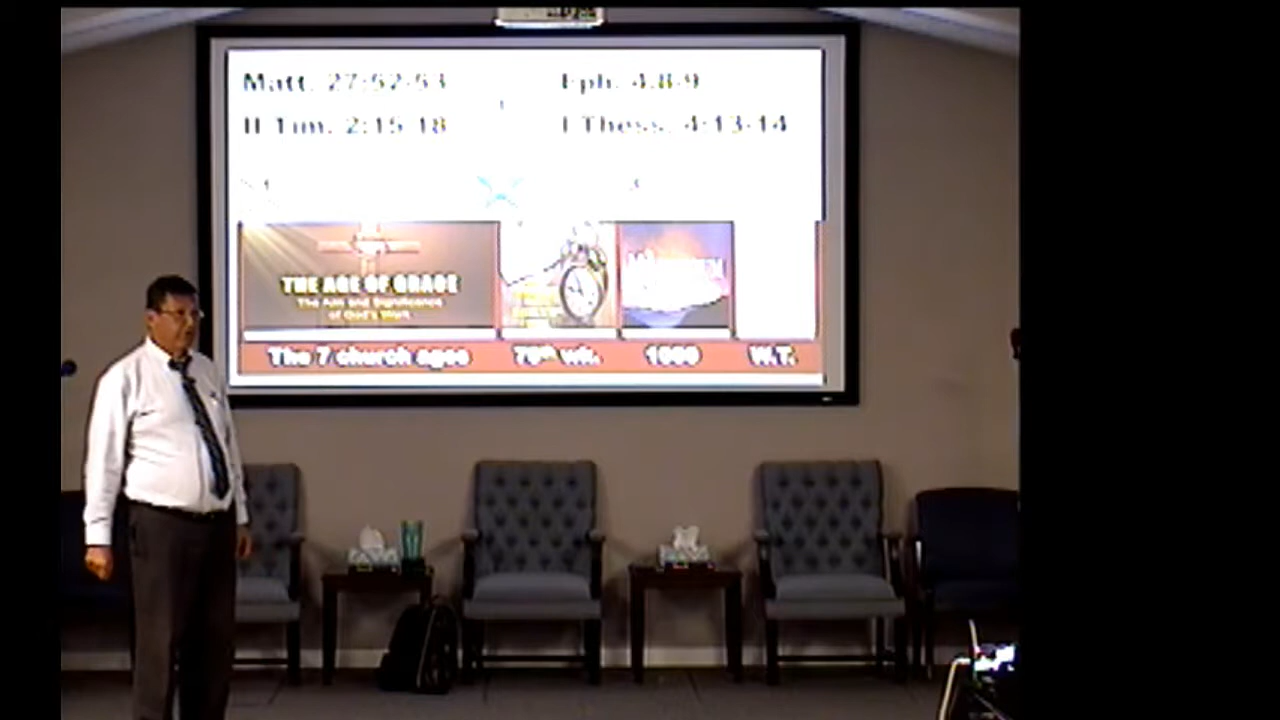 Matt. 27:52-53
Eph. 4.8-9
II Tim. 2:15-18
I Thess. 4:13-14
THE AGE OF GRACE
The Aim and Significance
of God's Work
The 7 church ages
70th wk.
1000
W.T.